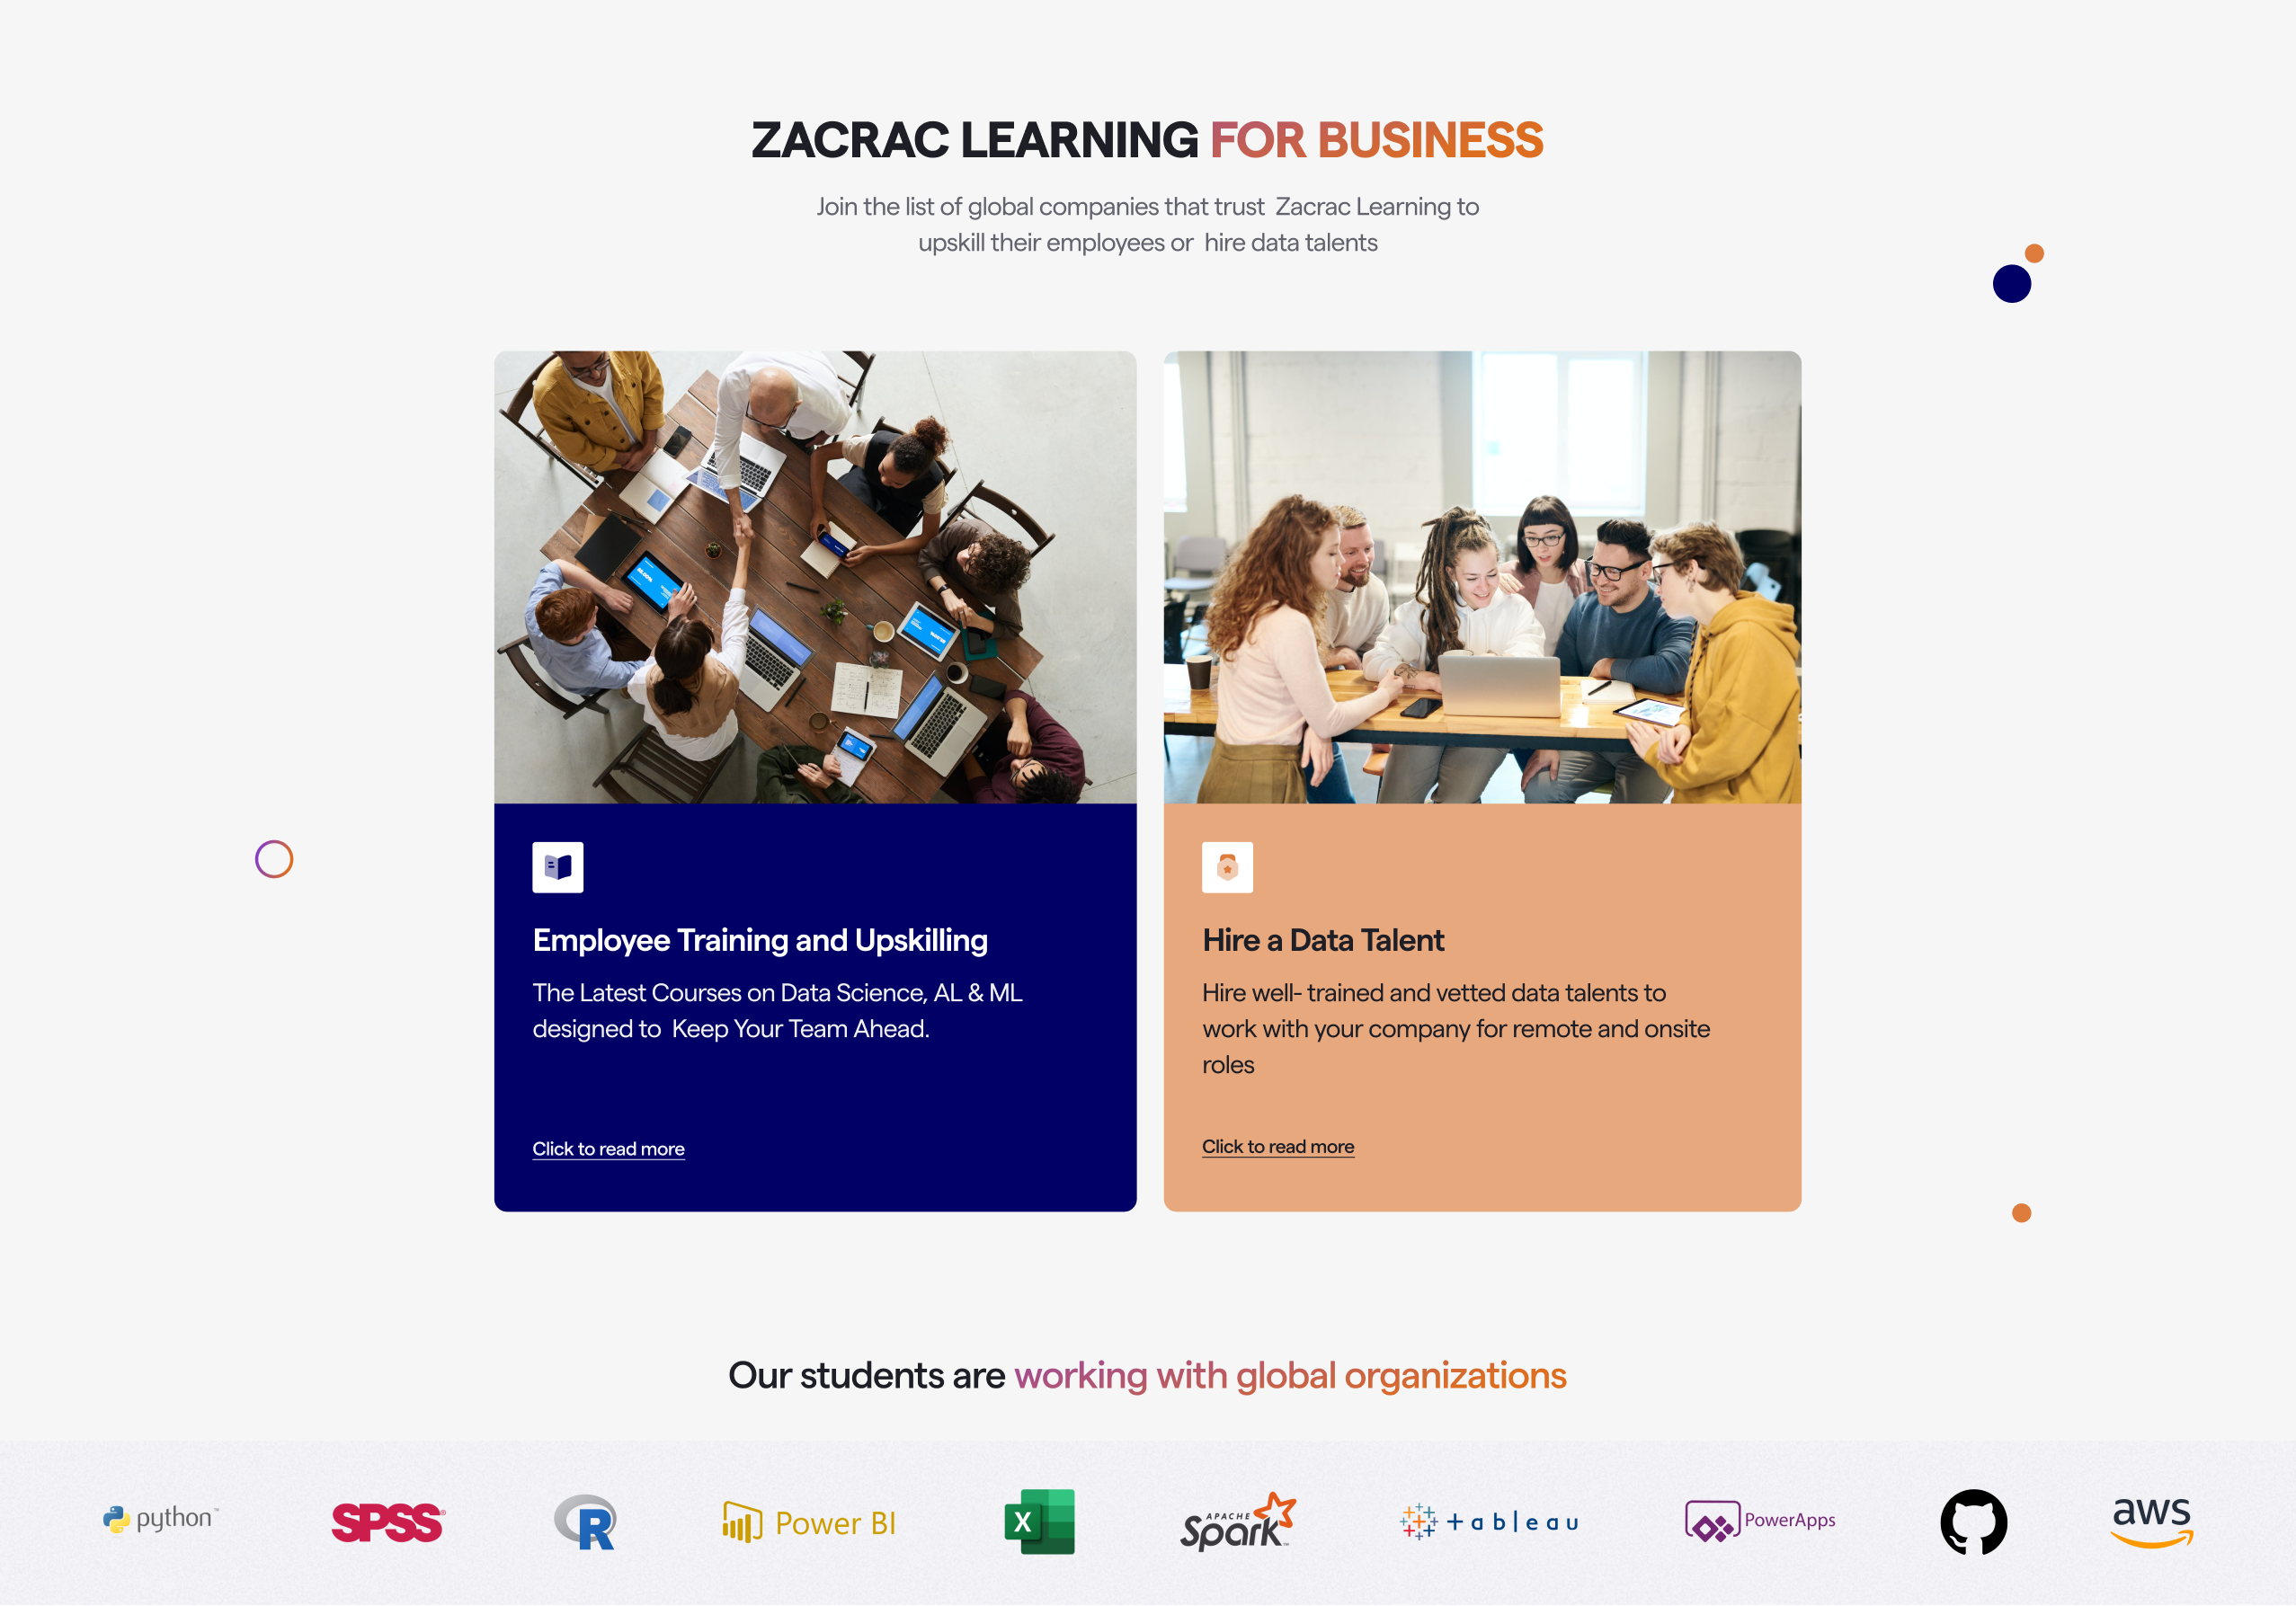 ZACRAC LEARNING FOR BUSINESS
Join the list of global companies that trust Zacrac Learning to
upskill their employees or hire data talents
Employee Training and Upskilling
The Latest Courses on Data Science, AL & ML
designed to Keep Your Team Ahead.
Click to read more
Hire a Data Talent
Hire well- trained and vetted data talents to
work with your company for remote and onsite
roles
Click to read more
Our students are working with global organizations
python™
SPSS®
R
Power BI
X
APACHE
Spark™
+ableau
PowerApps
aws